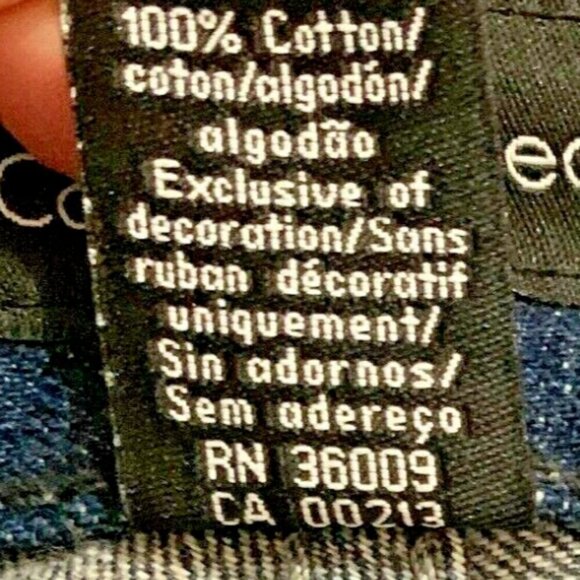 100% Cotton/
coton/algodón/
algodão
Exclusive of
decoration/Sans
ruban décoratif
uniquement/
Sin adornos/
Sem adereço
RN 36009
CA 00213